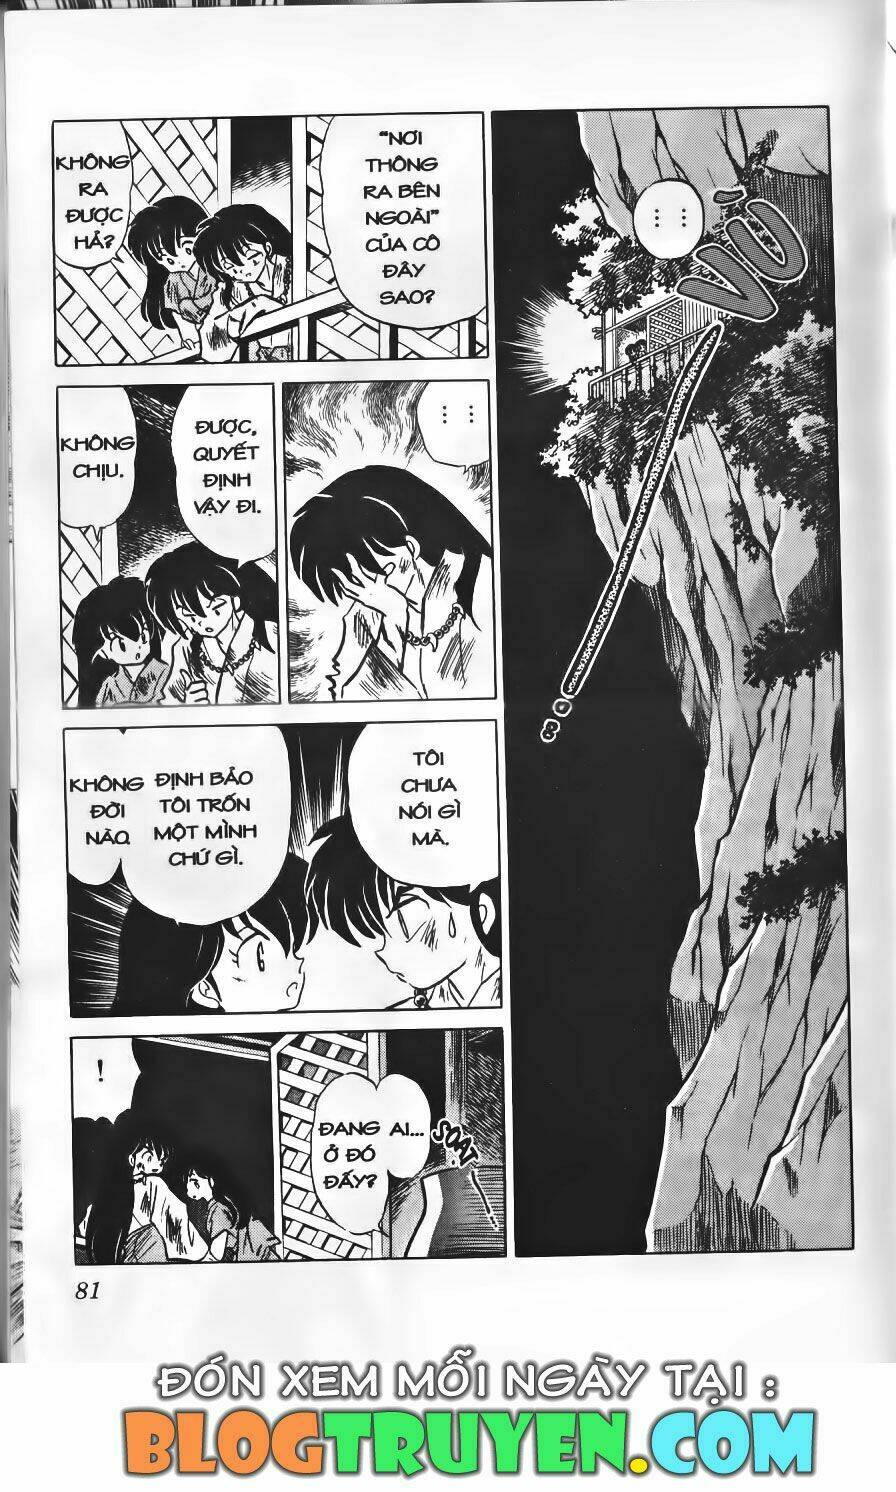 ……
VÙ
“NƠI
THÔNG
RA BÊN
NGOÀI”
CỦA CÔ
ĐÂY
SAO?
KHÔNG
RA
ĐƯỢC
HẢ?
……
ĐƯỢC,
QUYẾT
ĐỊNH
VẬY ĐI.
KHÔNG
CHỊU.
TÔI
CHƯA
NÓI GÌ
MÀ.
ĐỊNH BẢO
TÔI TRỐN
MỘT MÌNH
CHỨ GÌ.
KHÔNG
ĐỜI
NÀO.
SOẠT
ĐANG AI...
Ở ĐÓ
ĐẤY?
!
81
ĐÓN XEM MỖI NGÀY TẠI :
BLOGTRUYEN.COM